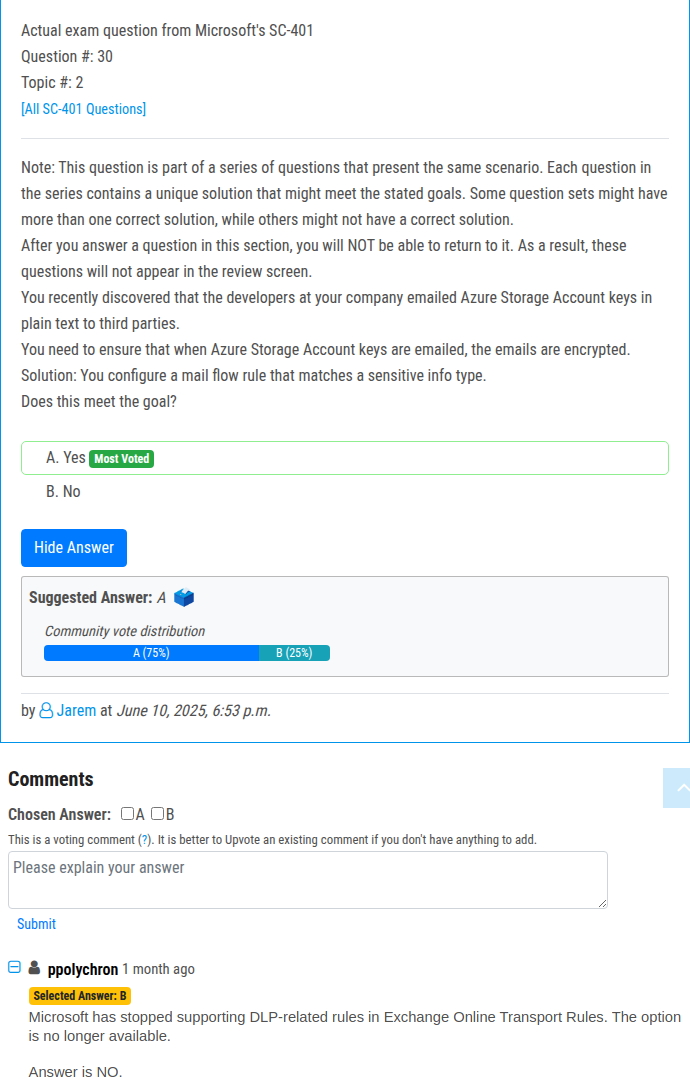 Actual exam question from Microsoft's SC-401
Question #: 30
Topic #: 2
[All SC-401 Questions]
Note: This question is part of a series of questions that present the same scenario. Each question in
the series contains a unique solution that might meet the stated goals. Some question sets might have
more than one correct solution, while others might not have a correct solution.
After you answer a question in this section, you will NOT be able to return to it. As a result, these
questions will not appear in the review screen.
You recently discovered that the developers at your company emailed Azure Storage Account keys in
plain text to third parties.
You need to ensure that when Azure Storage Account keys are emailed, the emails are encrypted.
Solution: You configure a mail flow rule that matches a sensitive info type.
Does this meet the goal?
A. Yes Most Voted
B. No
Hide Answer
Suggested Answer: A
Community vote distribution
A (75%) B (25%)
by Jarem at June 10, 2025, 6:53 p.m.
Comments
Chosen Answer: A B
This is a voting comment (?). It is better to Upvote an existing comment if you don't have anything to add.
Please explain your answer
Submit
ppolychron 1 month ago
Selected Answer: B
Microsoft has stopped supporting DLP-related rules in Exchange Online Transport Rules. The option
is no longer available.
Answer is NO.